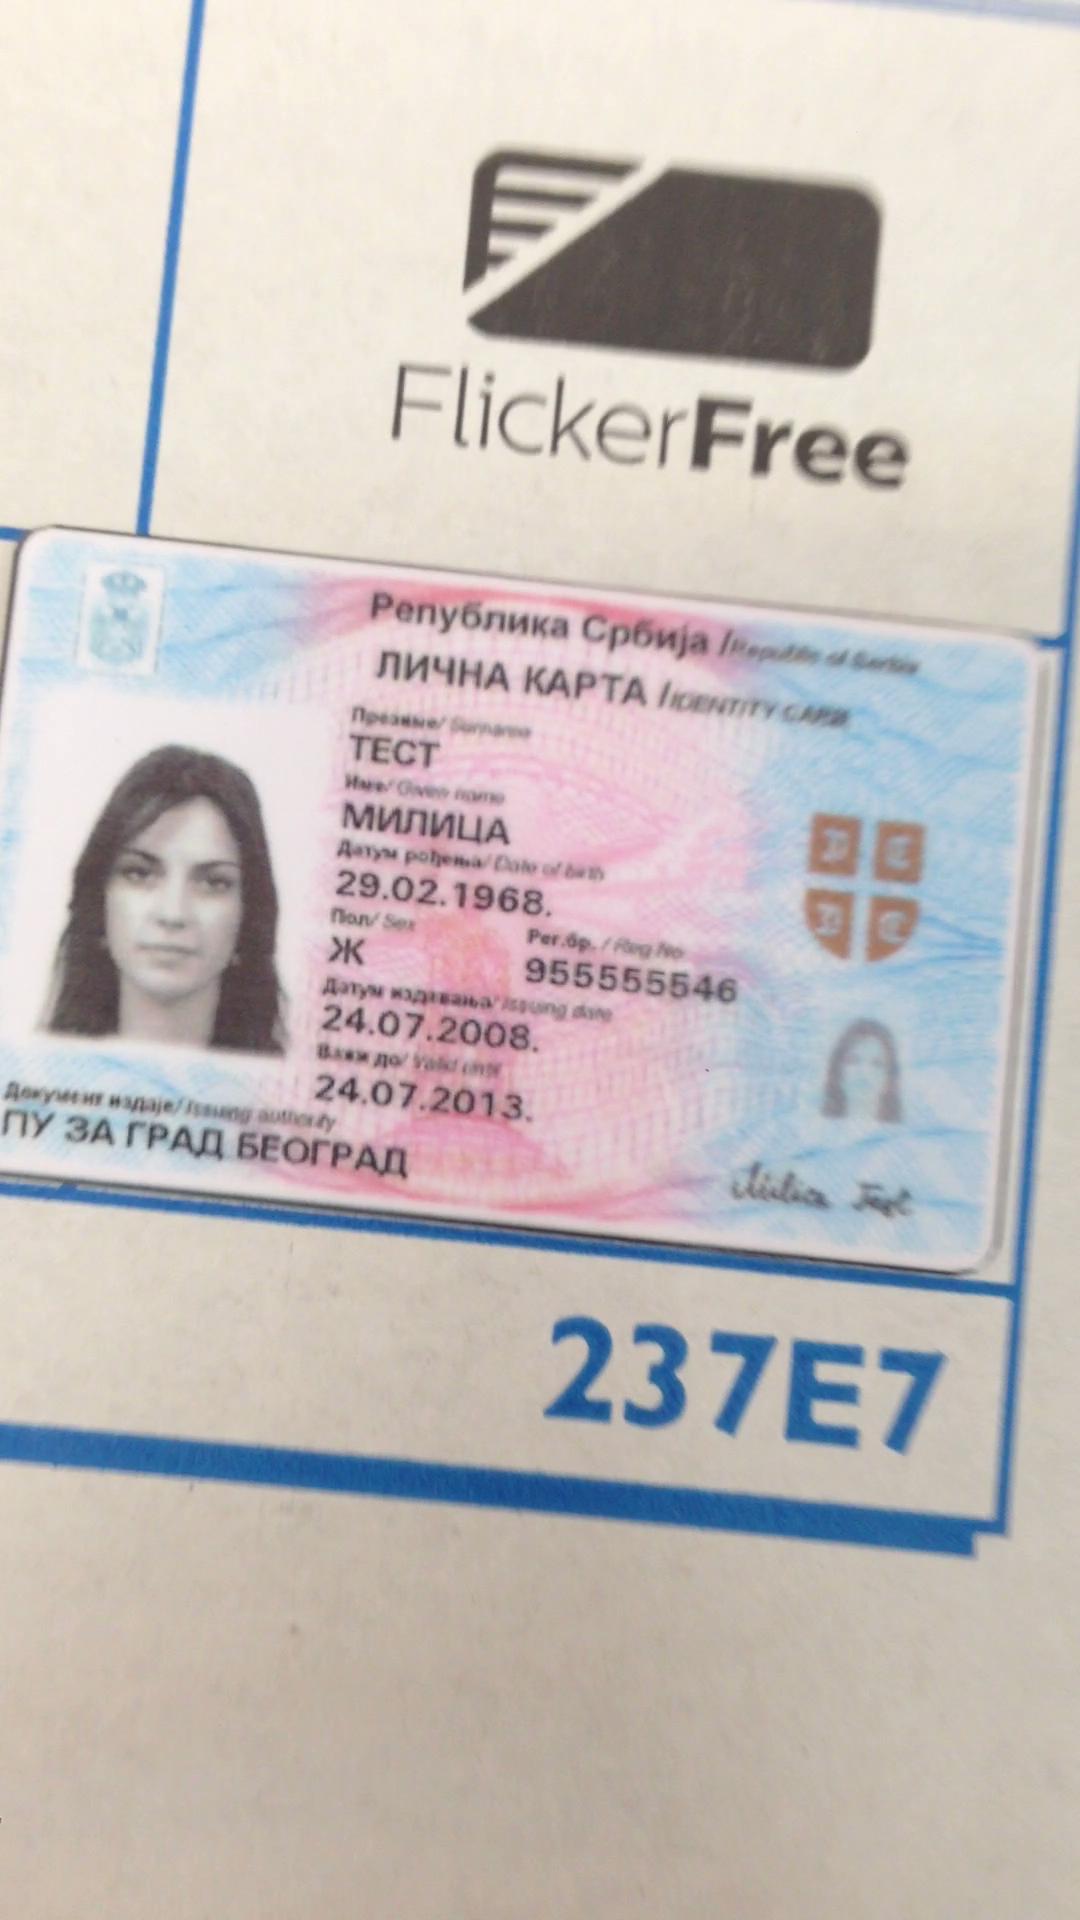 FlickerFree
Република Србија /Republic of Serbia
ЛИЧНА КАРТА /IDENTITY CARD
Презиме/ Surname
ТЕСТ
Име/ Given name
МИЛИЦА
Датум рођења/ Date of birth
29.02.1968.
Пол/ Sex
Ж
Рег.бр. / Reg.No
955555546
Датум издавања/ Issuing date
24.07.2008.
Важи до/ Valid until
24.07.2013.
Документ издаје/ Issuing authority
ПУ ЗА ГРАД БЕОГРАД
Milica Test
237E7